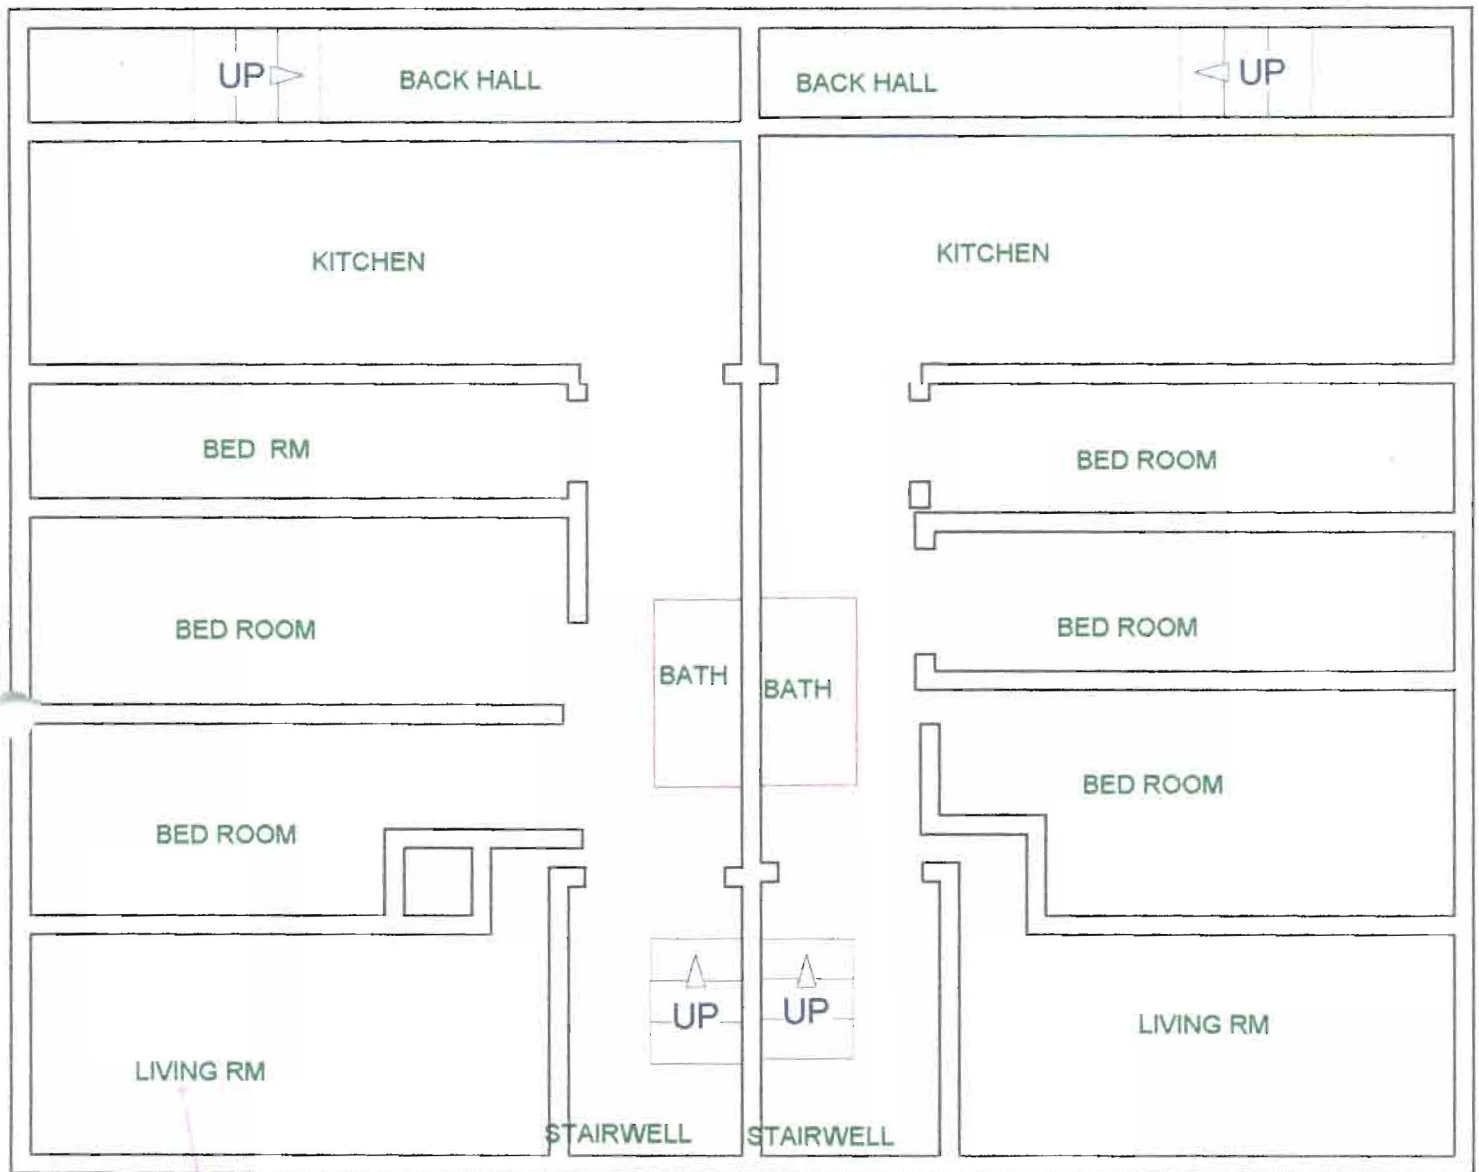 UP
BACK HALL
BACK HALL
UP
KITCHEN
KITCHEN
BED RM
BED ROOM
BED ROOM
BED ROOM
BATH
BATH
BED ROOM
BED ROOM
UP
UP
LIVING RM
LIVING RM
STAIRWELL
STAIRWELL